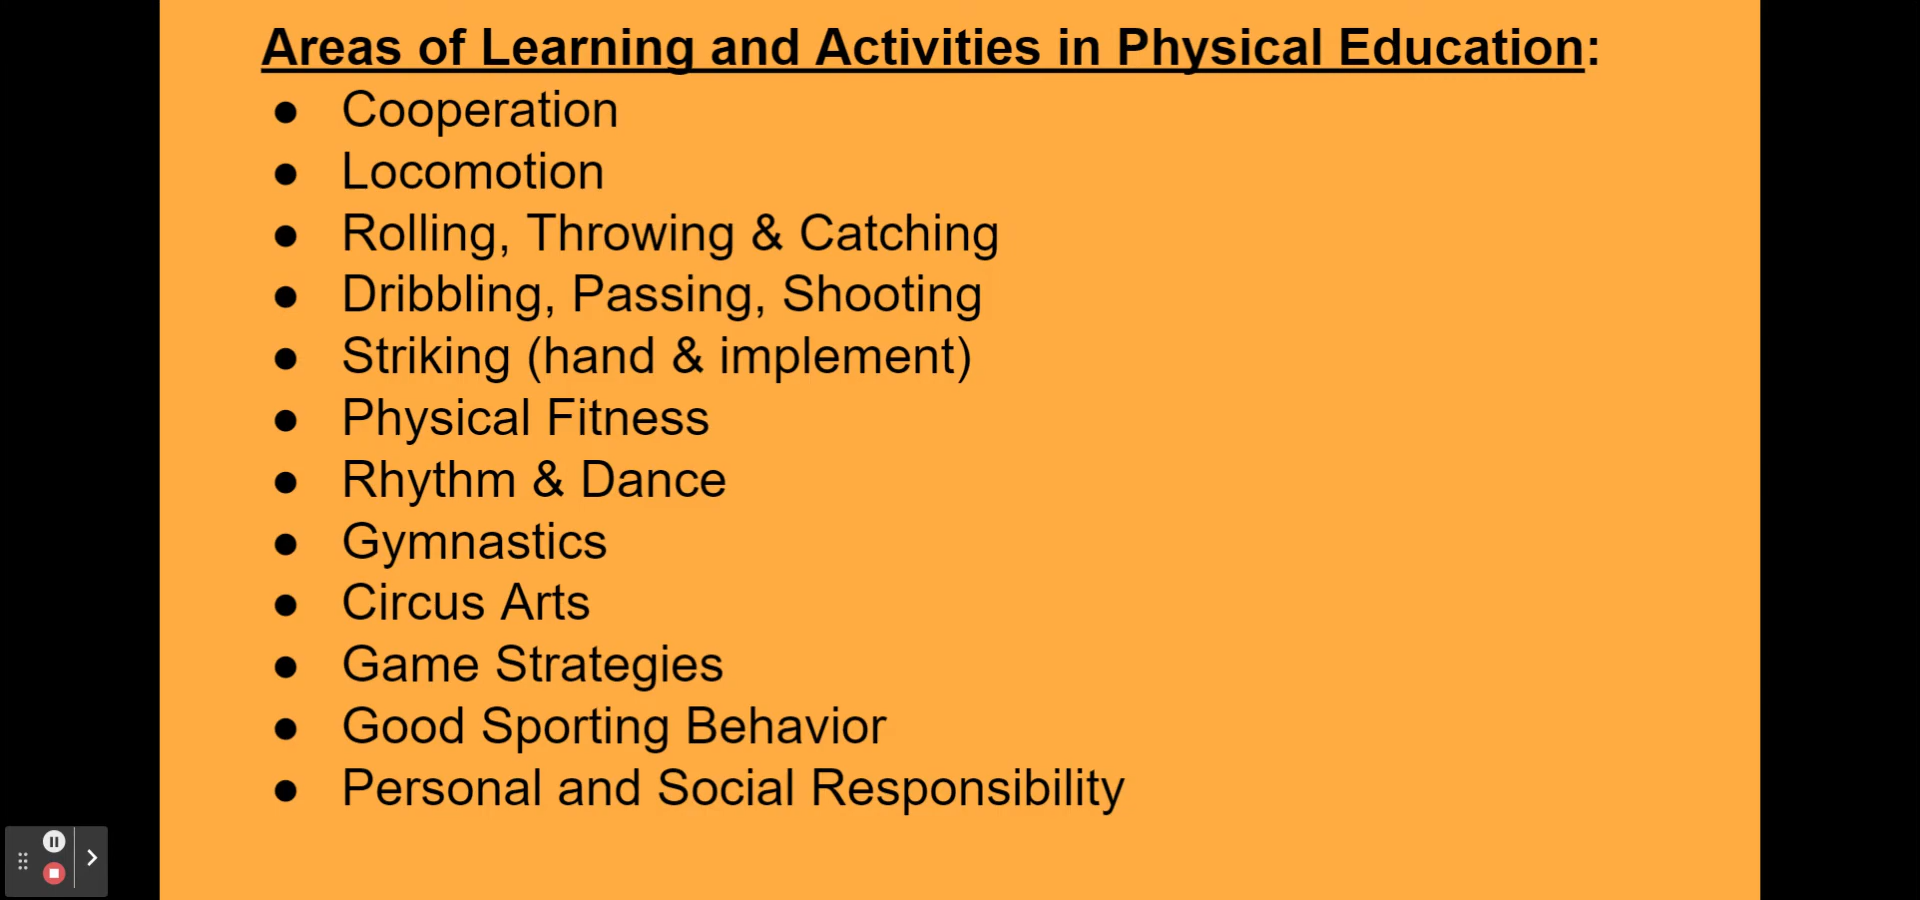 Areas of Learning and Activities in Physical Education:
● Cooperation
● Locomotion
● Rolling, Throwing & Catching
● Dribbling, Passing, Shooting
● Striking (hand & implement)
● Physical Fitness
● Rhythm & Dance
● Gymnastics
● Circus Arts
● Game Strategies
● Good Sporting Behavior
● Personal and Social Responsibility